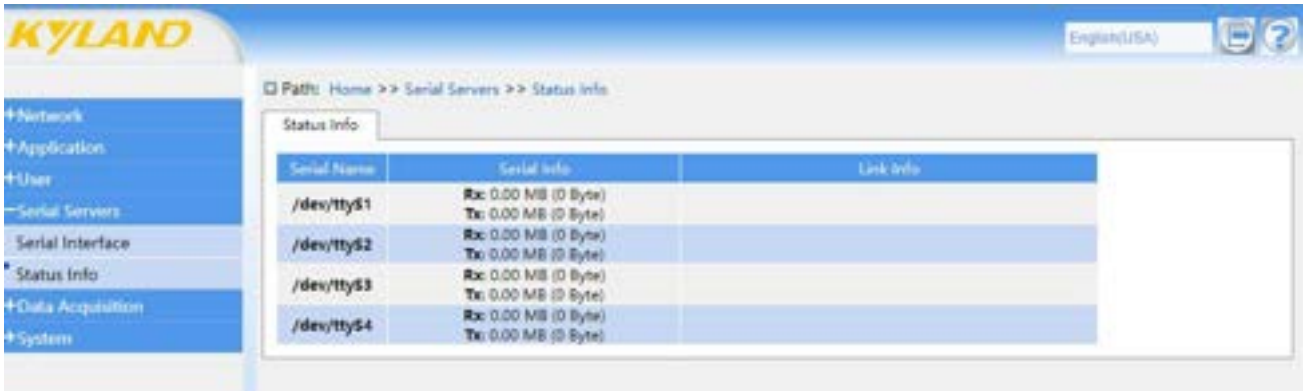 KYLAND
English(USA)
Path: Home >> Serial Servers >> Status Info
+Network
+Application
+User
−Serial Servers
Serial Interface
Status Info
+Data Acquisition
+System
Status Info
Serial Name Serial Info Link Info
/dev/ttyS1 Rx: 0.00 MB (0 Byte)
Tx: 0.00 MB (0 Byte)
/dev/ttyS2 Rx: 0.00 MB (0 Byte)
Tx: 0.00 MB (0 Byte)
/dev/ttyS3 Rx: 0.00 MB (0 Byte)
Tx: 0.00 MB (0 Byte)
/dev/ttyS4 Rx: 0.00 MB (0 Byte)
Tx: 0.00 MB (0 Byte)